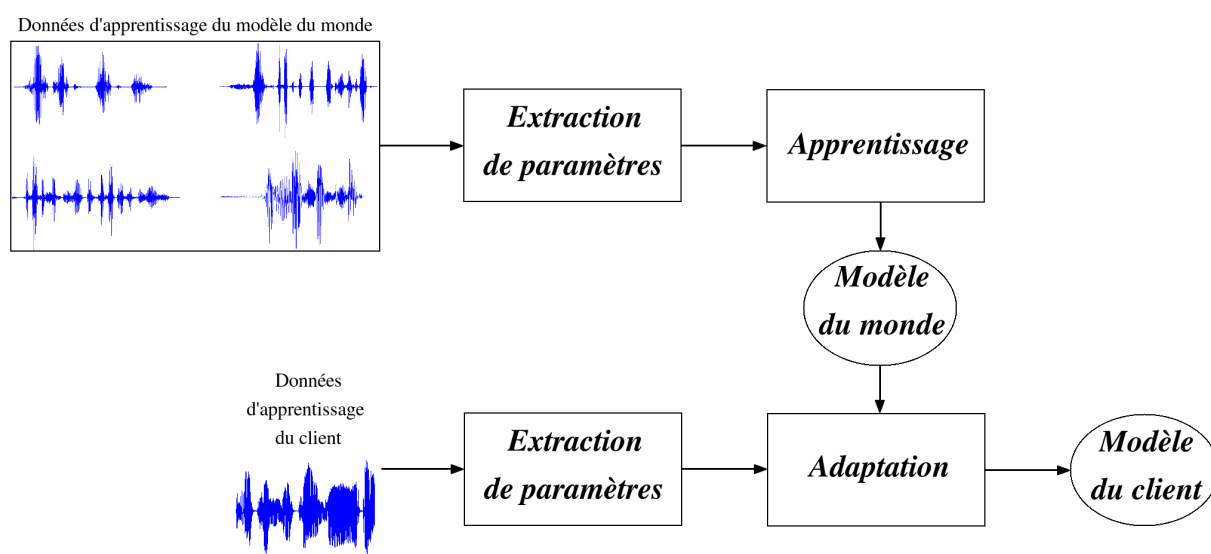 Données d'apprentissage du modèle du monde
Extraction
de paramètres
Apprentissage
Modèle
du monde
Données
d'apprentissage
du client
Extraction
de paramètres
Adaptation
Modèle
du client